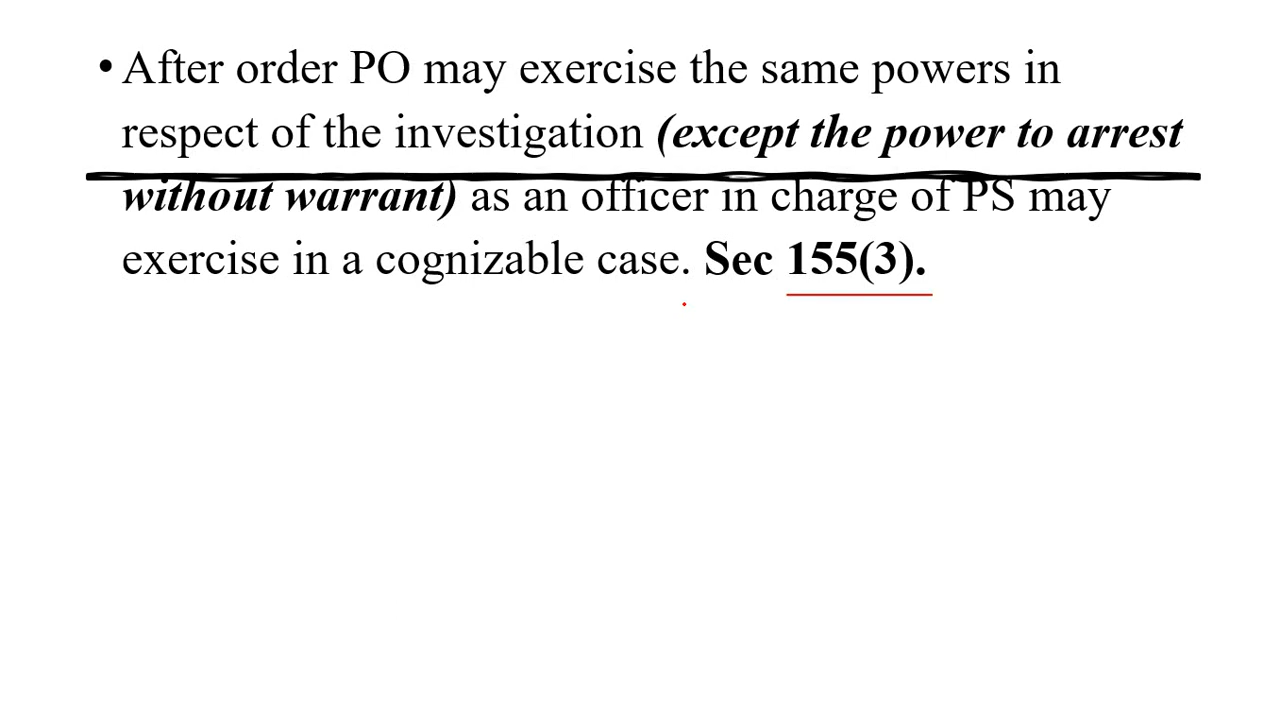 • After order PO may exercise the same powers in
respect of the investigation (except the power to arrest
without warrant) as an officer in charge of PS may
exercise in a cognizable case. Sec 155(3).